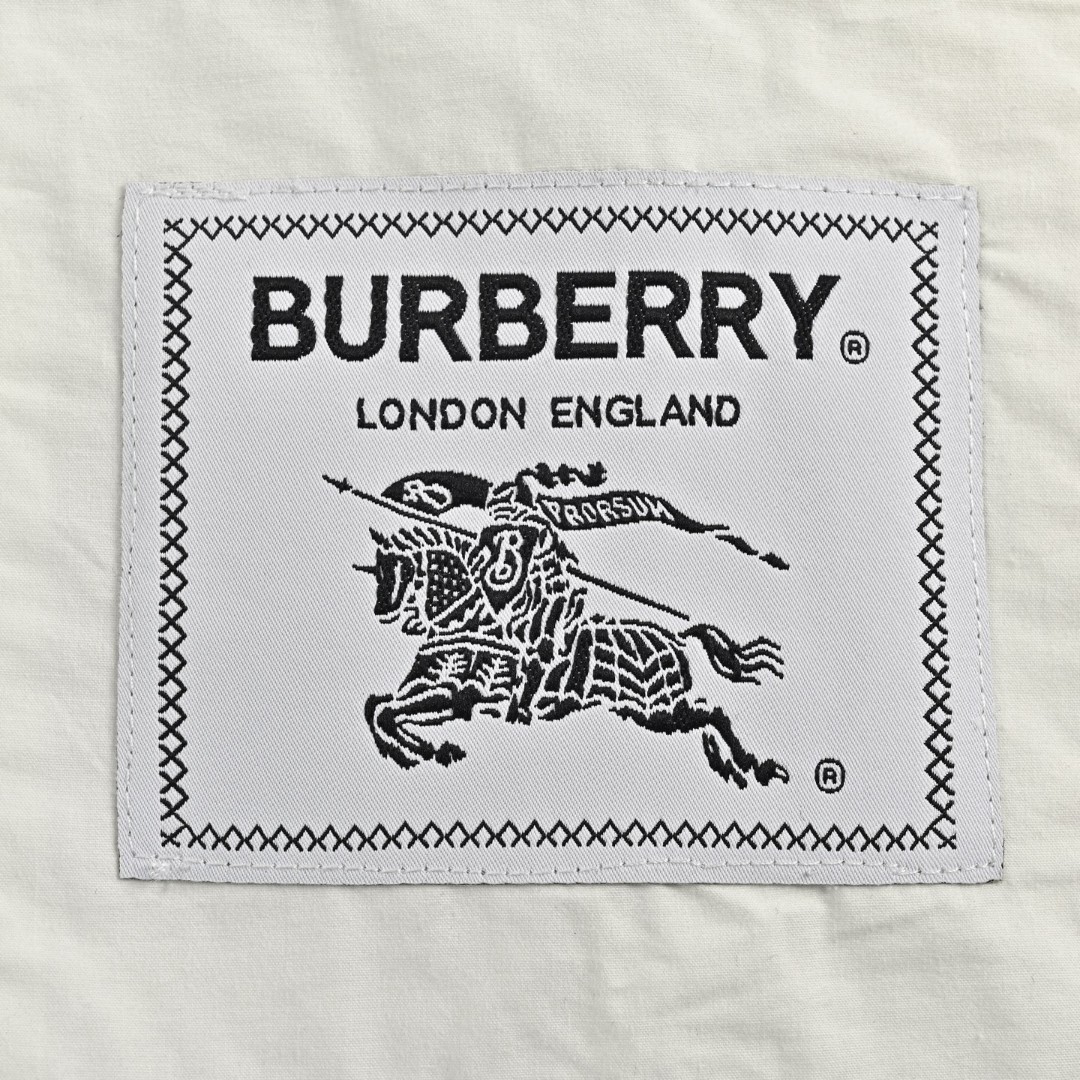 BURBERRY®
LONDON ENGLAND
PRORSUM
B
®